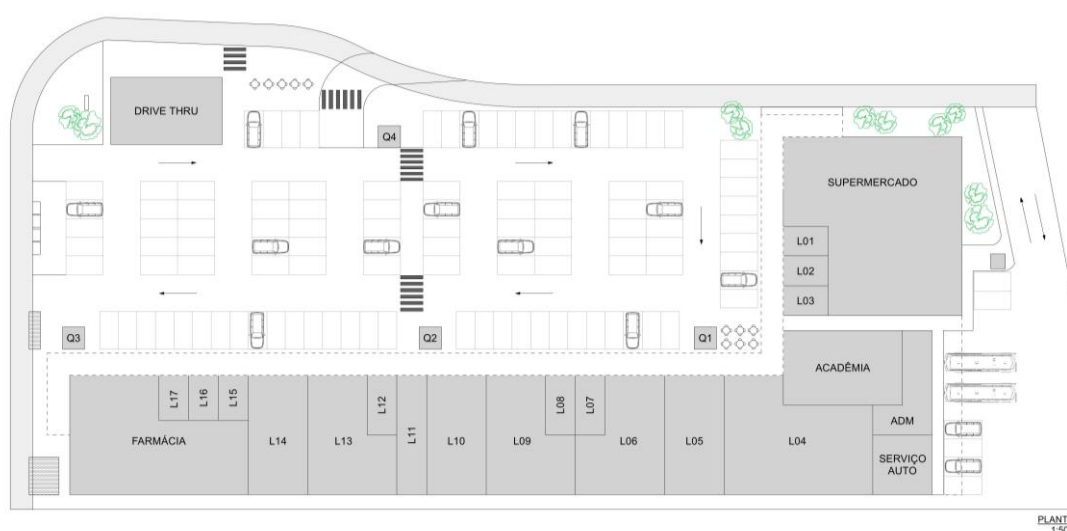 DRIVE THRU
Q4
SUPERMERCADO
L01
L02
L03
Q3
Q2
Q1
ACADÊMIA
L17
L16
L15
L12
L08
L07
FARMÁCIA
L14
L13
L11
L10
L09
L06
L05
L04
ADM
SERVIÇO
AUTO